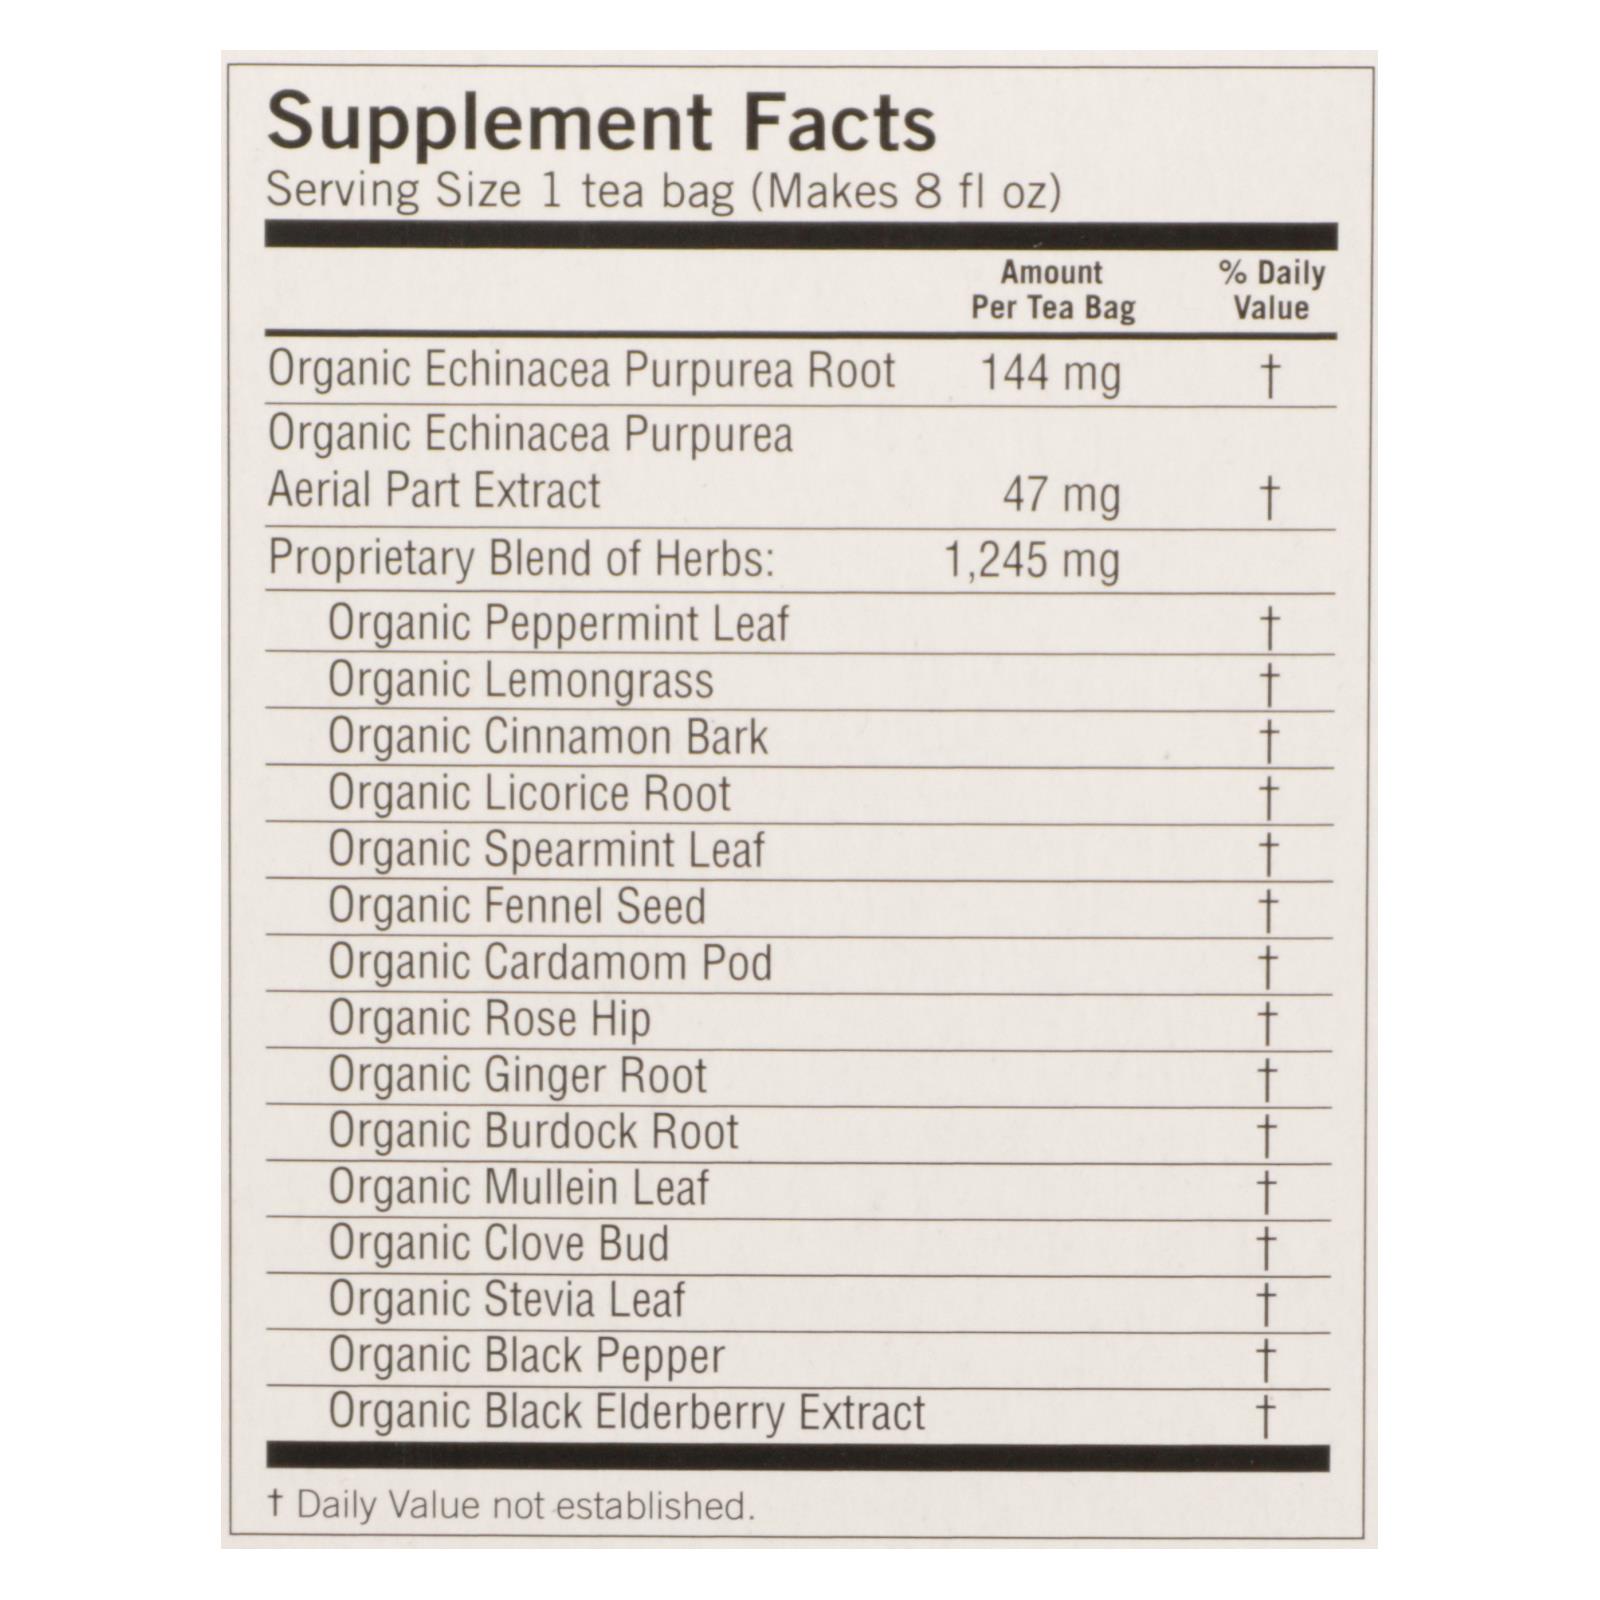 Supplement Facts
Serving Size 1 tea bag (Makes 8 fl oz)
Amount Per Tea Bag % Daily Value
Organic Echinacea Purpurea Root 144 mg †
Organic Echinacea Purpurea
Aerial Part Extract 47 mg †
Proprietary Blend of Herbs: 1,245 mg
Organic Peppermint Leaf †
Organic Lemongrass †
Organic Cinnamon Bark †
Organic Licorice Root †
Organic Spearmint Leaf †
Organic Fennel Seed †
Organic Cardamom Pod †
Organic Rose Hip †
Organic Ginger Root †
Organic Burdock Root †
Organic Mullein Leaf †
Organic Clove Bud †
Organic Stevia Leaf †
Organic Black Pepper †
Organic Black Elderberry Extract †
† Daily Value not established.